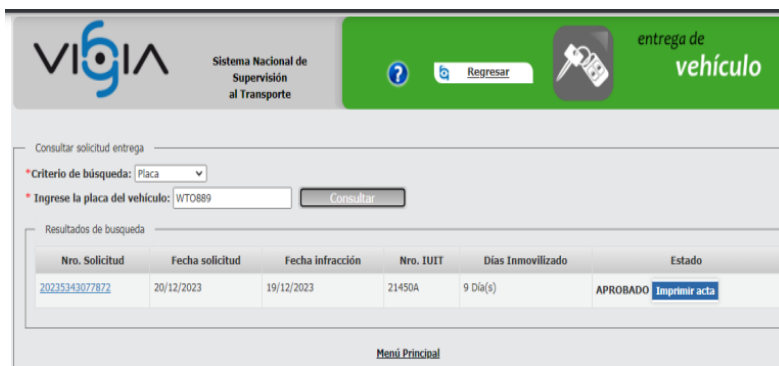 VIGIA
Sistema Nacional de
Supervisión
al Transporte
?
Regresar
entrega de
vehículo
Consultar solicitud entrega
*Criterio de búsqueda: Placa
* Ingrese la placa del vehículo: WTO889 Consultar
Resultados de busqueda
Nro. Solicitud Fecha solicitud Fecha infracción Nro. IUIT Días Inmovilizado Estado
20235343077872 20/12/2023 19/12/2023 21450A 9 Día(s) APROBADO Imprimir acta
Menú Principal